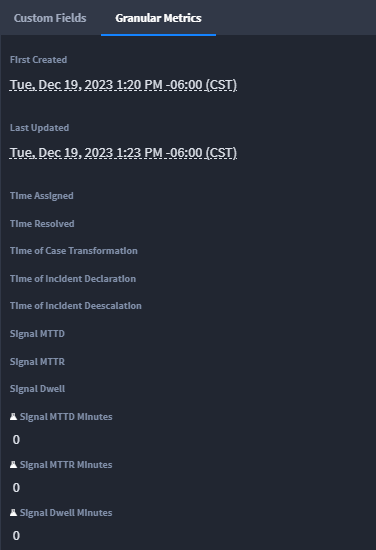 Custom Fields Granular Metrics
First Created
Tue, Dec 19, 2023 1:20 PM -06:00 (CST)
Last Updated
Tue, Dec 19, 2023 1:23 PM -06:00 (CST)
Time Assigned
Time Resolved
Time of Case Transformation
Time of Incident Declaration
Time of Incident Deescalation
Signal MTTD
Signal MTTR
Signal Dwell
Signal MTTD Minutes
0
Signal MTTR Minutes
0
Signal Dwell Minutes
0